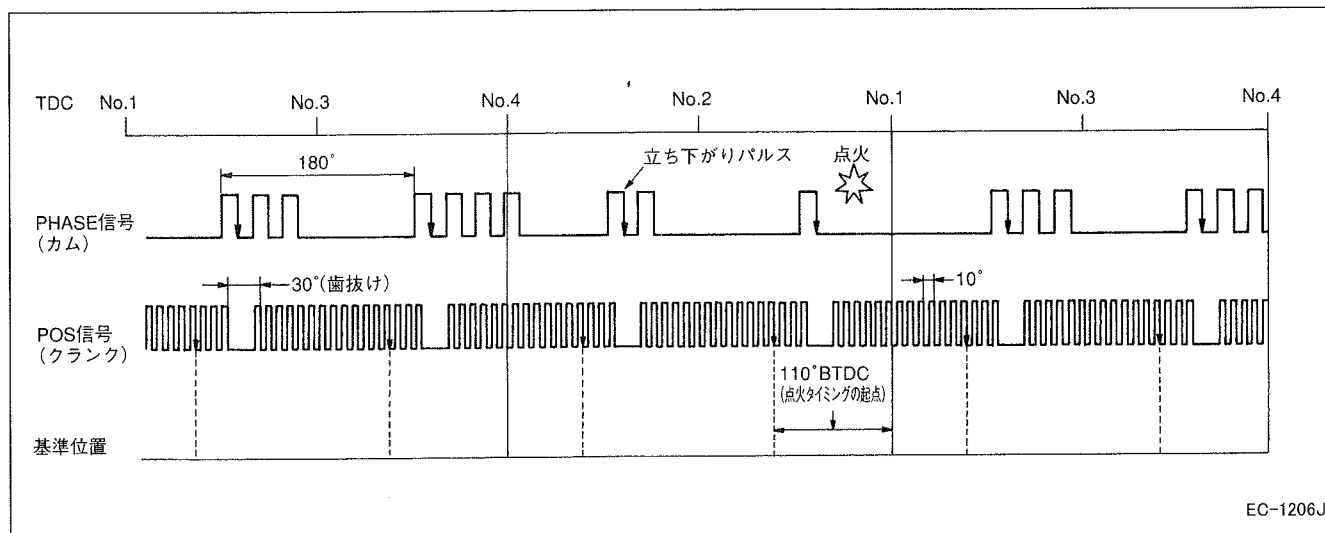 TDC No.1 No.3 No.4 No.2 No.1 No.3 No.4
180° 立ち下がりパルス 点火
PHASE信号
(カム)
30°(歯抜け) 10°
POS信号
(クランク)
110°BTDC
(点火タイミングの起点)
基準位置
EC-1206J